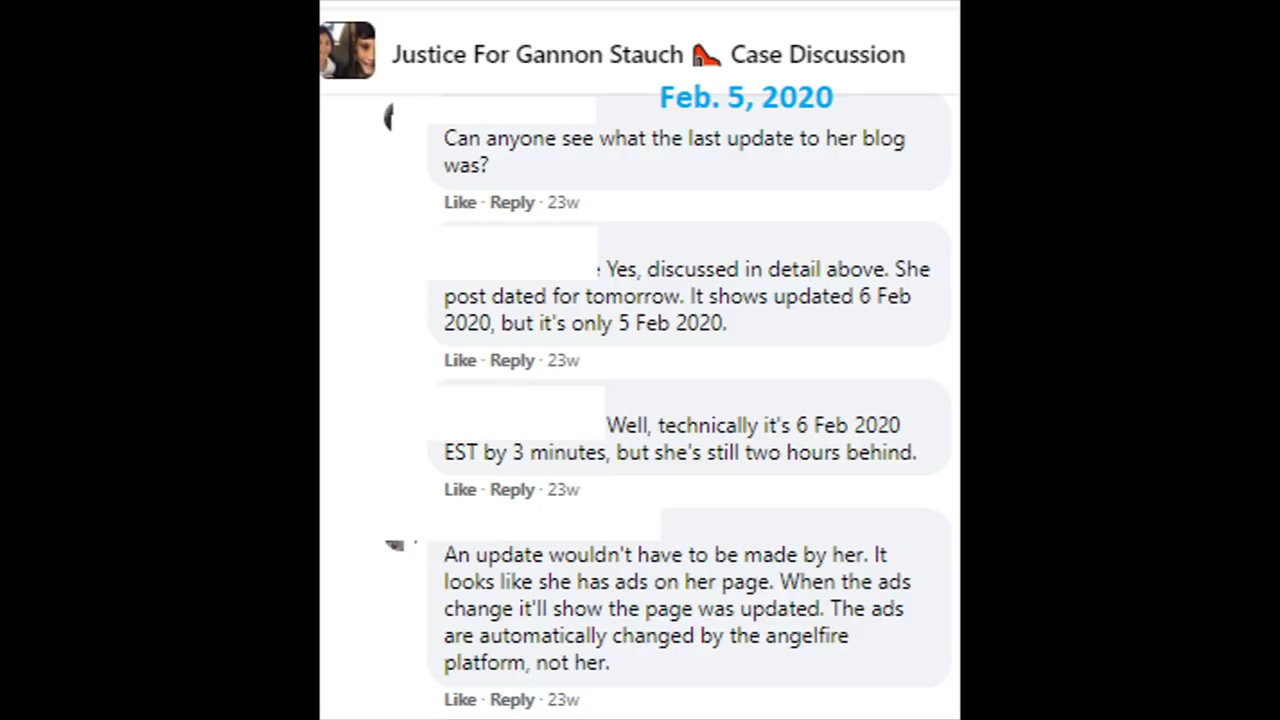 Justice For Gannon Stauch 👠 Case Discussion
Feb. 5, 2020
Can anyone see what the last update to her blog
was?
Like · Reply · 23w
Yes, discussed in detail above. She
post dated for tomorrow. It shows updated 6 Feb
2020, but it's only 5 Feb 2020.
Like · Reply · 23w
Well, technically it's 6 Feb 2020
EST by 3 minutes, but she's still two hours behind.
Like · Reply · 23w
An update wouldn't have to be made by her. It
looks like she has ads on her page. When the ads
change it'll show the page was updated. The ads
are automatically changed by the angelfire
platform, not her.
Like · Reply · 23w